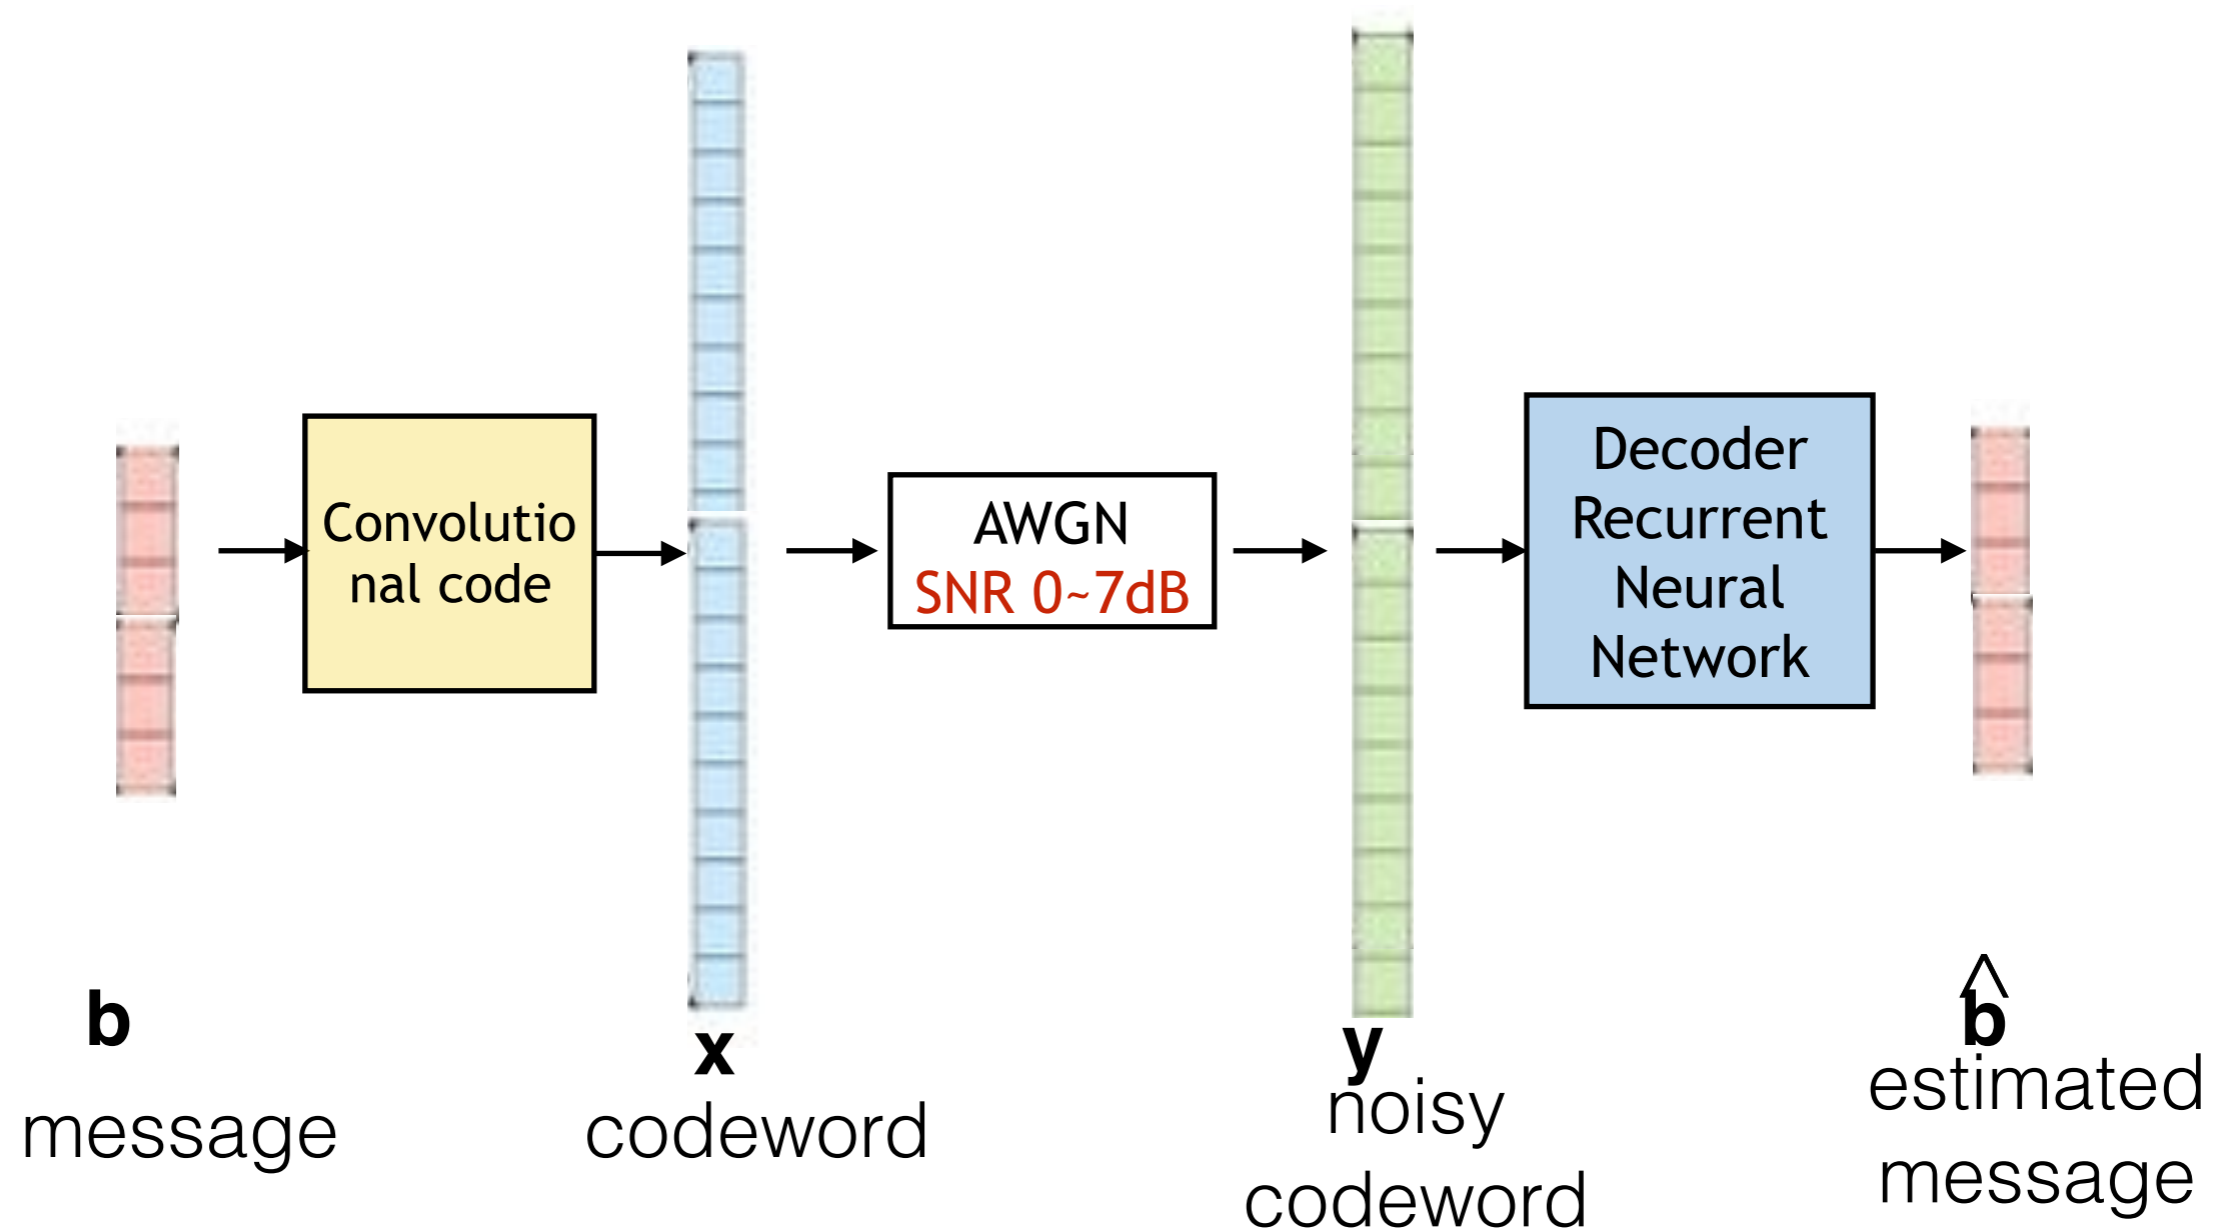 Convolutio
nal code
AWGN
SNR 0~7dB
Decoder
Recurrent
Neural
Network
b
message
x
codeword
y
noisy
codeword
^
b
estimated
message